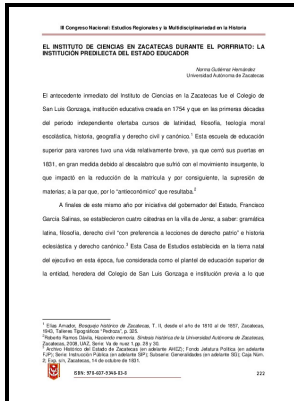 III Congreso Nacional: Estudios Regionales y la Multidisciplinariedad en la Historia
EL INSTITUTO DE CIENCIAS EN ZACATECAS DURANTE EL PORFIRIATO: LA
INSTITUCIÓN PREDILECTA DEL ESTADO EDUCADOR
Norma Gutiérrez Hernández
Universidad Autónoma de Zacatecas
El antecedente inmediato del Instituto de Ciencias en la Zacatecas fue el Colegio de
San Luis Gonzaga, institución educativa creada en 1754 y que en las primeras décadas
del periodo independiente ofertaba cursos de latinidad, filosofía, teología moral
escolástica, historia, geografía y derecho civil y canónico.1 Esta escuela de educación
superior para varones tuvo una vida relativamente breve, ya que cerró sus puertas en
1831, en gran medida debido al descalabro que sufrió con el movimiento insurgente, lo
que impactó en la reducción de la matrícula y por consiguiente, la supresión de
materias; a la par que, por lo "antieconómico" que resultaba.2
A finales de este mismo año por iniciativa del gobernador del Estado, Francisco
García Salinas, se establecieron cuatro cátedras en la villa de Jerez, a saber: gramática
latina, filosofía, derecho civil "con preferencia a lecciones de derecho patrio" e historia
eclesiástica y derecho canónico.3 Esta Casa de Estudios establecida en la tierra natal
del ejecutivo en esta época, fue considerada como el plantel de educación superior de
la entidad, heredera del Colegio de San Luis Gonzaga e institución previa a lo que
1 Elías Amador, Bosquejo histórico de Zacatecas, T. II, desde el año de 1810 al de 1857, Zacatecas,
1943, Talleres Tipográficos "Pedroza", p. 325.
2 Roberto Ramos Dávila, Haciendo memoria. Síntesis histórica de la Universidad Autónoma de Zacatecas,
Zacatecas, 2008, UAZ, Serie: Va de nuez 1, pp. 28 y 30.
3 Archivo Histórico del Estado de Zacatecas (en adelante AHEZ); Fondo Jefatura Política (en adelante
FJP); Serie: Instrucción Pública (en adelante SIP); Subserie: Generalidades (en adelante SG); Caja Núm.
2; Exp. s/n, Zacatecas, 14 de octubre de 1831.
ISBN: 978-607-9346-03-8
222